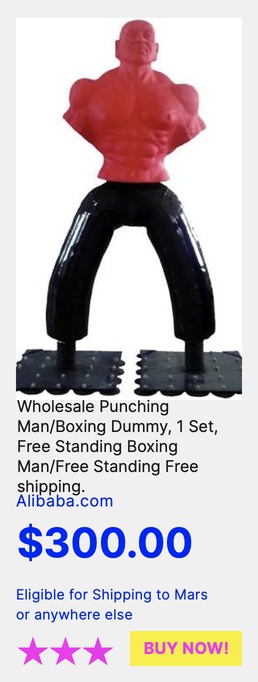 Wholesale Punching
Man/Boxing Dummy, 1 Set,
Free Standing Boxing
Man/Free Standing Free
shipping.
Alibaba.com
$300.00
Eligible for Shipping to Mars
or anywhere else
BUY NOW!